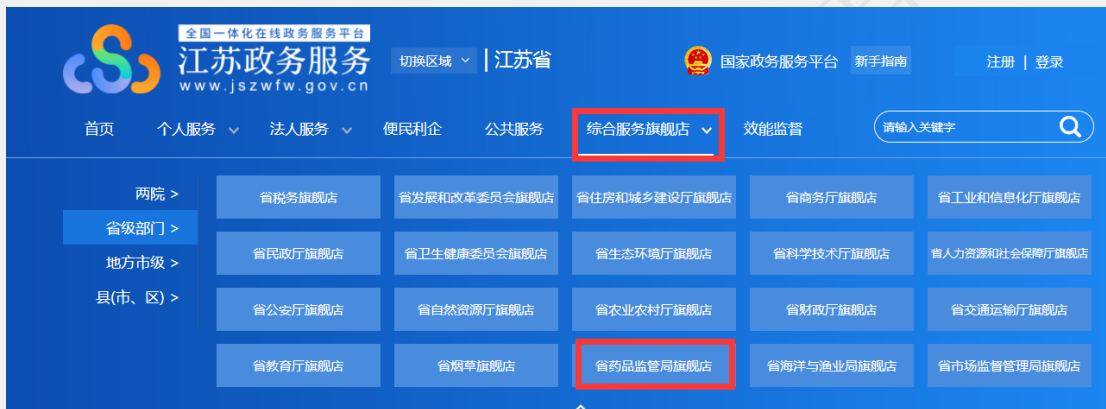 全国一体化在线政务服务平台
江苏政务服务
www.jszwfw.gov.cn
切换区域 江苏省
国家政务服务平台 新手指南 注册 | 登录
首页 个人服务 法人服务 便民利企 公共服务 综合服务旗舰店 效能监督 请输入关键字
两院 >
省级部门 >
地方市级 >
县(市、区) >
省税务旗舰店 省发展和改革委员会旗舰店 省住房和城乡建设厅旗舰店 省商务厅旗舰店 省工业和信息化厅旗舰店
省民政厅旗舰店 省卫生健康委员会旗舰店 省生态环境厅旗舰店 省科学技术厅旗舰店 省人力资源和社会保障厅旗舰店
省公安厅旗舰店 省自然资源厅旗舰店 省农业农村厅旗舰店 省财政厅旗舰店 省交通运输厅旗舰店
省教育厅旗舰店 省烟草旗舰店 省药品监管局旗舰店 省海洋与渔业局旗舰店 省市场监督管理局旗舰店